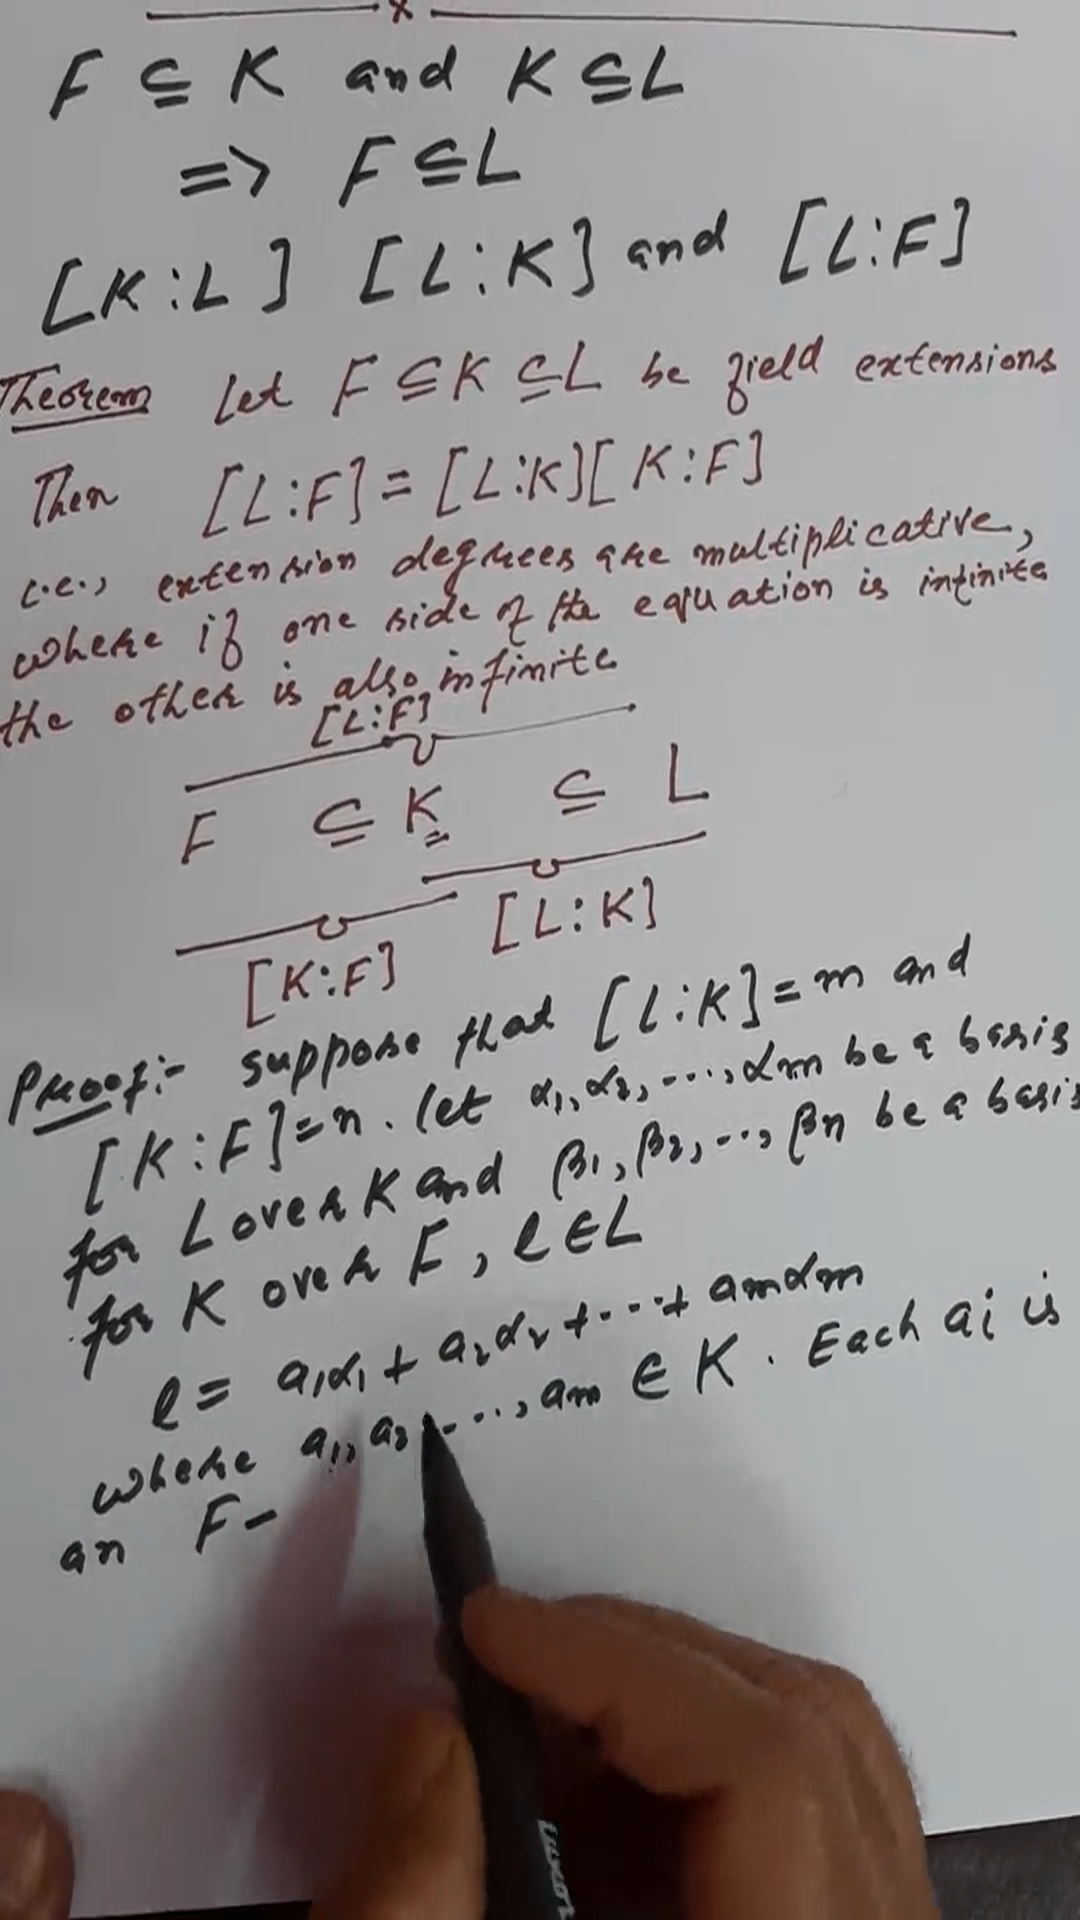 x
F ⊆ K and K ⊆ L
=> F ⊆ L
[K:L] [L:K] and [L:F]
Theorem Let F ⊆ K ⊆ L be field extensions
Then [L:F] = [L:K][K:F]
i.e., extension degrees are multiplicative,
where if one side of the equation is infinite
the other is also infinite
[L:F]
F ⊆ K ⊆ L
[L:K]
[K:F]
Proof:- suppose that [L:K] = m and
[K:F] = n. let α1, α2, ..., αm be a basis
for L over K and β1, β2, ..., βn be a basis
for K over F, l ∈ L
l = a1α1 + a2α2 + ... + amαm
where a1, a2, ..., am ∈ K. Each ai is
an F-